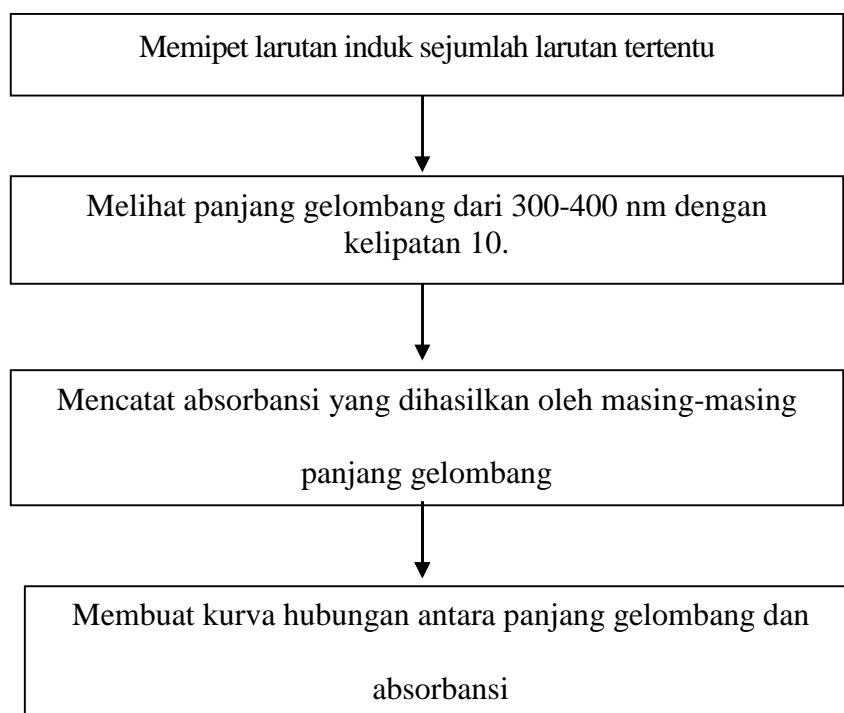 Memipet larutan induk sejumlah larutan tertentu
Melihat panjang gelombang dari 300-400 nm dengan
kelipatan 10.
Mencatat absorbansi yang dihasilkan oleh masing-masing
panjang gelombang
Membuat kurva hubungan antara panjang gelombang dan
absorbansi